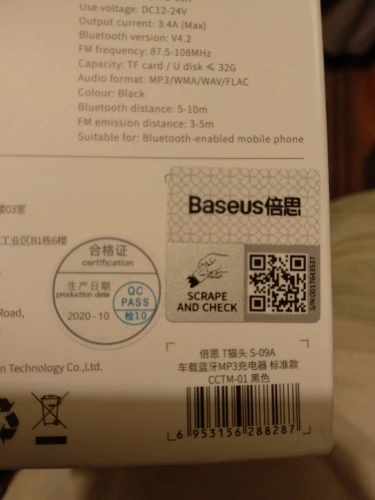 Use voltage: DC12-24V
Output current: 3.4A (Max)
Bluetooth version: V4.2
FM frequency: 87.5-108MHz
Capacity: TF card / U disk ≤ 32G
Audio format: MP3/WMA/WAV/FLAC
Colour: Black
Bluetooth distance: 5-10m
FM emission distance: 3-5m
Suitable for: Bluetooth-enabled mobile phone
03室
工业区B1栋6楼
Road,
Technology Co.,Ltd.
合格证
certification
生产日期
production date
2020-10
QC
PASS
检10
Baseus倍思
SCRAPE
AND CHECK
倍思 T猫头 S-09A
车载蓝牙MP3充电器 标准款
CCTM-01 黑色
6 953156 288287